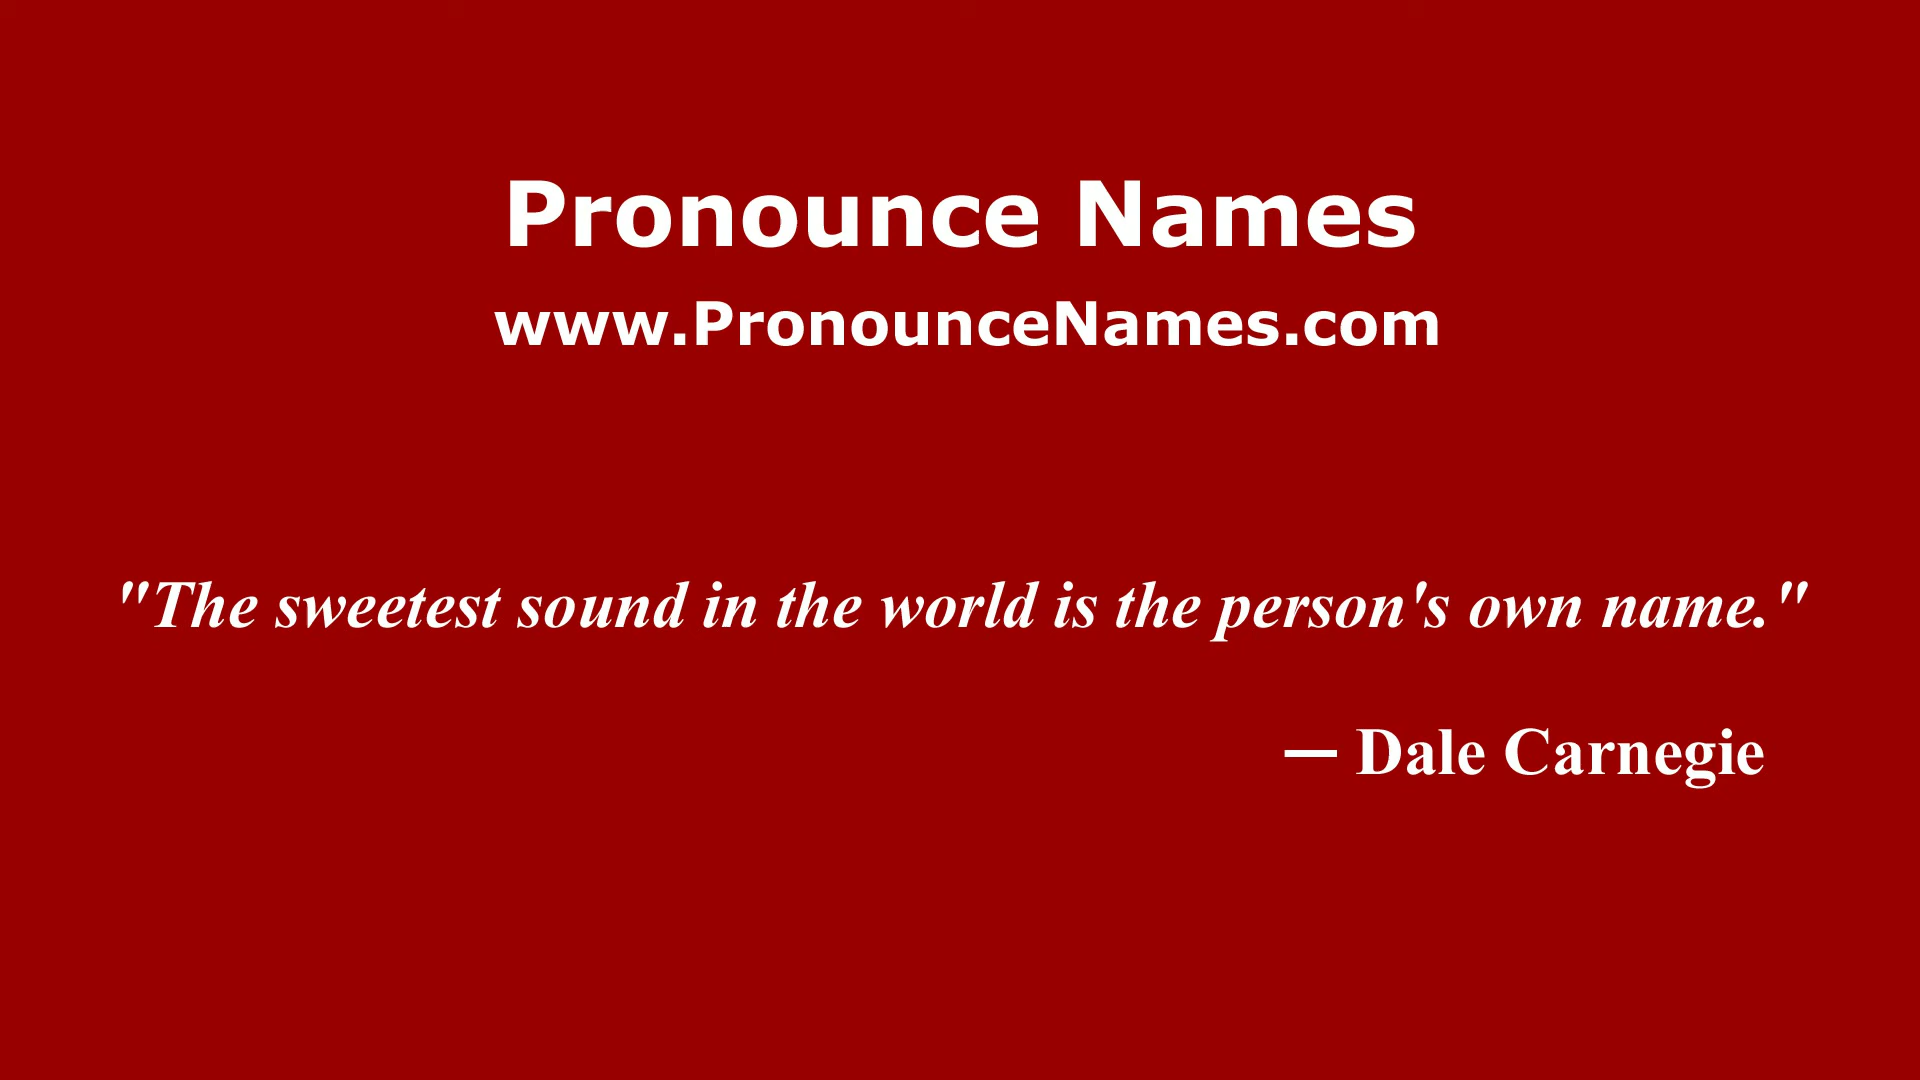 Pronounce Names
www.PronounceNames.com
"The sweetest sound in the world is the person's own name."
— Dale Carnegie